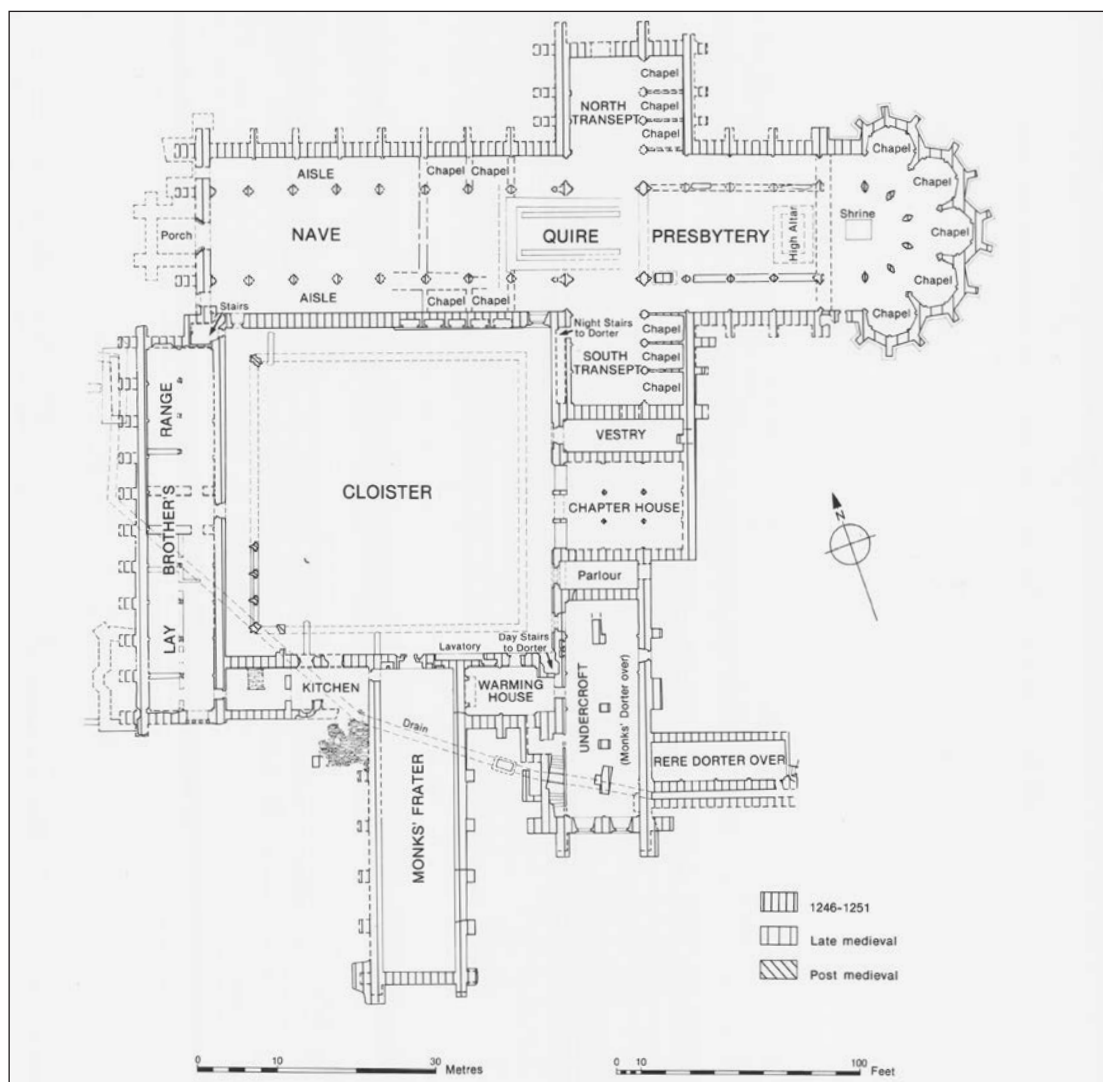 Chapel
NORTH
TRANSEPT
Chapel
Chapel
AISLE
Chapel
Chapel
Chapel
Chapel
Porch
NAVE
QUIRE
PRESBYTERY
High Altar
Shrine
Chapel
AISLE
Chapel
Chapel
Chapel
Chapel
Stairs
Night Stairs
to Dorter
Chapel
SOUTH
TRANSEPT
Chapel
Chapel
VESTRY
CLOISTER
CHAPTER HOUSE
N
LAY BROTHER'S RANGE
Parlour
Lavatory
Day Stairs
to Dorter
KITCHEN
WARMING
HOUSE
UNDERCROFT
(Monks' Dorter over)
Drain
RERE DORTER OVER
MONKS' FRATER
1246-1251
Late medieval
Post medieval
0 10 30
Metres
0 10 100
Feet